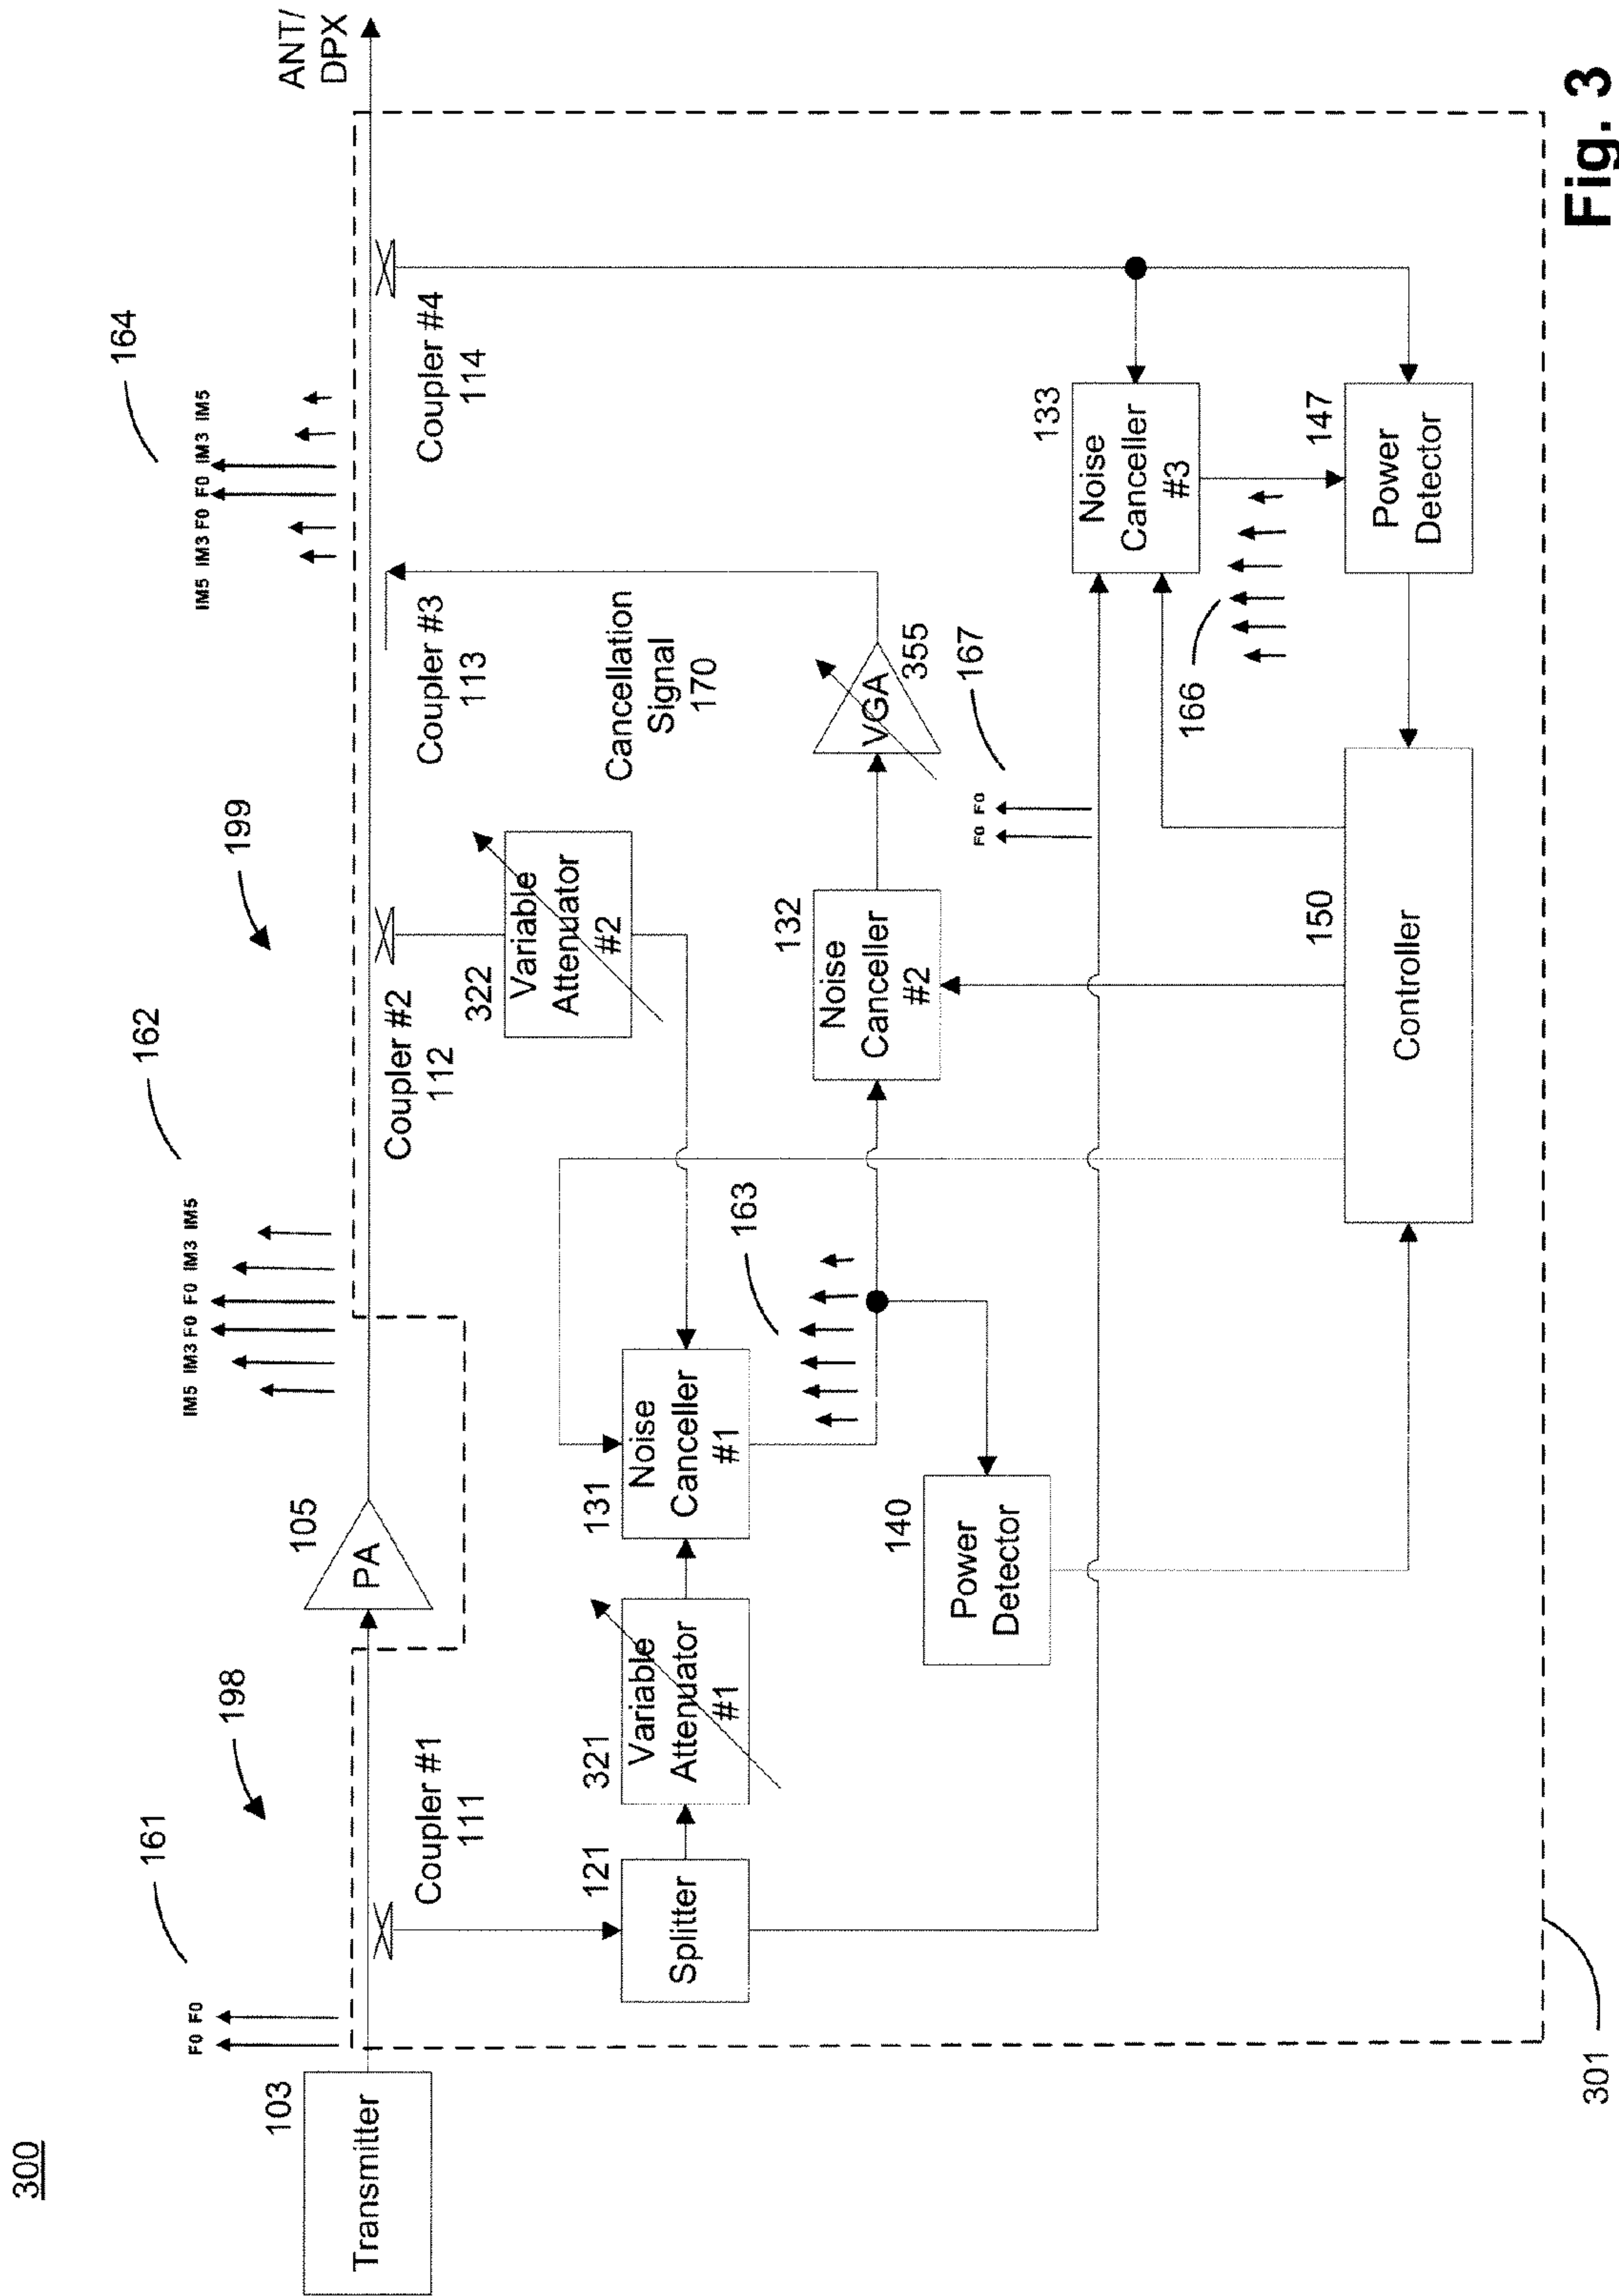 300
Transmitter
103
F0 F0
161
198
Coupler #1
111
Splitter
121
321
Variable
Attenuator
#1
PA
105
131
Noise
Canceller
#1
Power
Detector
140
IM5 IM3 F0 F0 IM3 IM5
162
163
Coupler #2
112
199
322
Variable
Attenuator
#2
Noise
Canceller
#2
132
VGA
355
Cancellation
Signal
170
Coupler #3
113
F0 F0
167
Controller
150
IM5 IM3 F0 F0 IM3 IM5
164
Coupler #4
114
Noise
Canceller
#3
133
166
Power
Detector
147
ANT/
DPX
301
Fig. 3